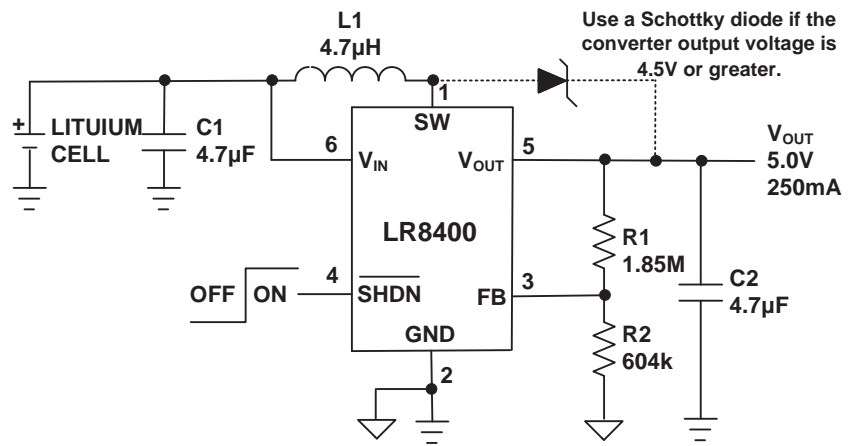 L1
4.7µH
Use a Schottky diode if the
converter output voltage is
4.5V or greater.
1
SW
+
LITUIUM
CELL
C1
4.7µF
6
VIN
VOUT
5
VOUT
5.0V
250mA
LR8400
R1
1.85M
OFF
ON
4
SHDN
FB
3
C2
4.7µF
GND
2
R2
604k